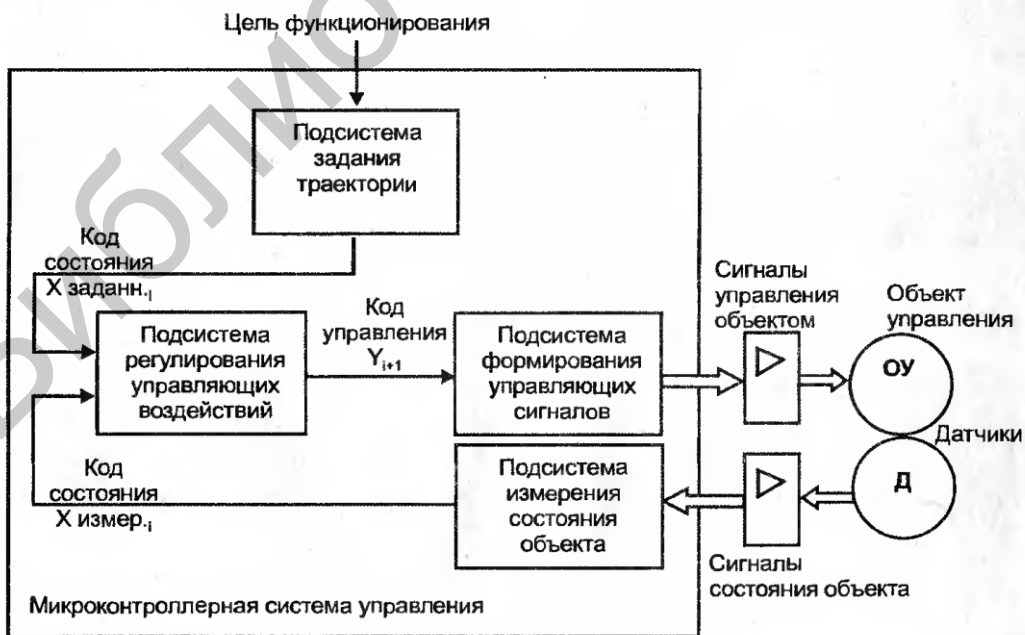 Цель функционирования
Подсистема
задания
траектории
Код
состояния
X заданн.i
Подсистема
регулирования
управляющих
воздействий
Код
управления
Yi+1
Подсистема
формирования
управляющих
сигналов
Сигналы
управления
объектом
Объект
управления
ОУ
Датчики
Д
Код
состояния
X измер.i
Подсистема
измерения
состояния
объекта
Сигналы
состояния объекта
Микроконтроллерная система управления